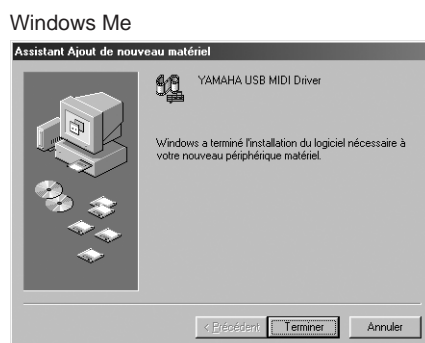 Windows Me
Assistant Ajout de nouveau matériel
YAMAHA USB MIDI Driver
Windows a terminé l'installation du logiciel nécessaire à
votre nouveau périphérique matériel.
< Précédent
Terminer
Annuler